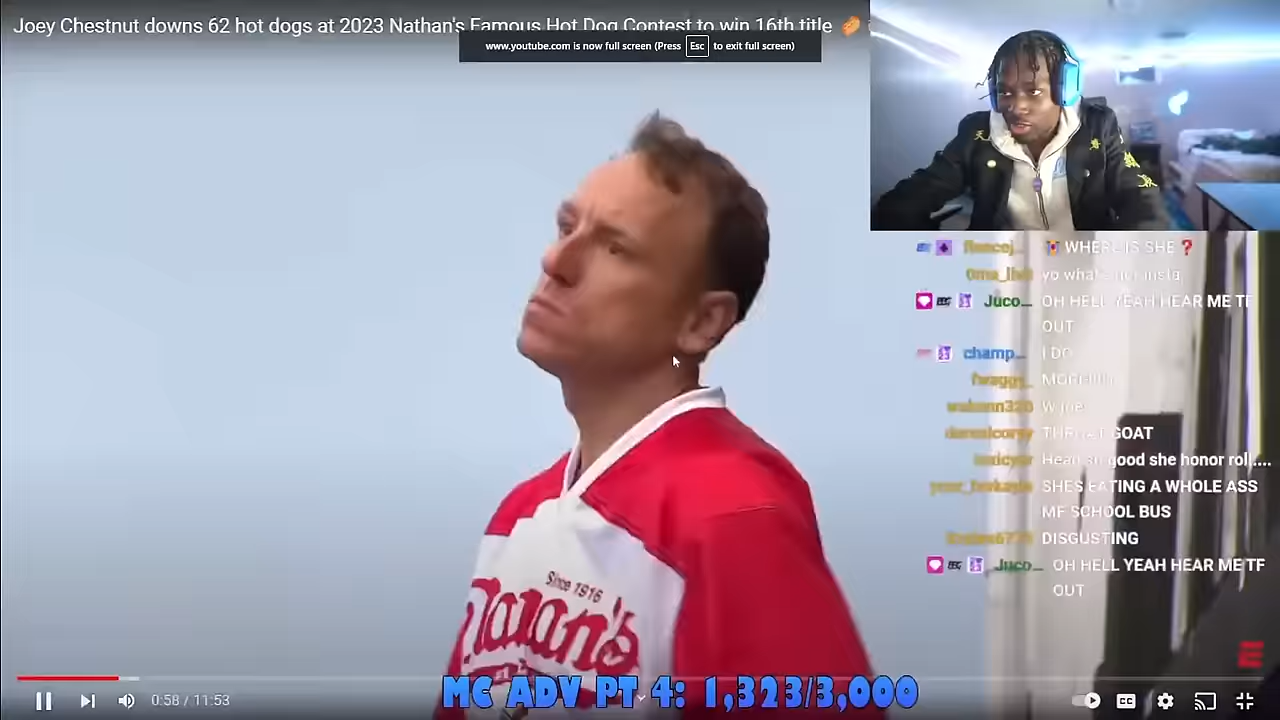 Joey Chestnut downs 62 hot dogs at 2023 Nathan's Famous Hot Dog Contest to win 16th title
www.youtube.com is now full screen (Press Esc to exit full screen)
WHERE IS SHE ❓
yo what's her insta
Juco... OH HELL YEAH HEAR ME TF
OUT
champ... I DO
W joe
THROAT GOAT
Head so good she honor roll....
SHES EATING A WHOLE ASS
MF SCHOOL BUS
DISGUSTING
Juco... OH HELL YEAH HEAR ME TF
OUT
Since 1916
Nathan's
MC ADV PT 4: 1,323/3,000
0:58 / 11:53
CC